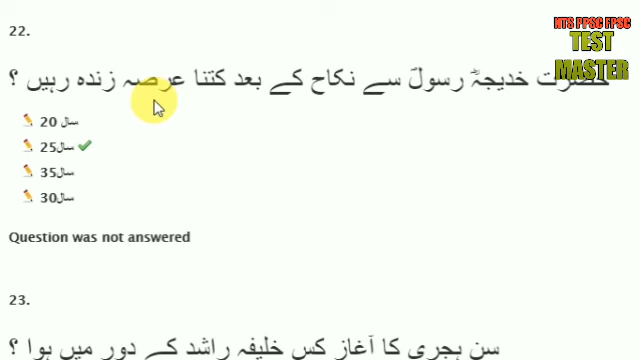 NTS PPSC FPSC
TEST
MASTER
22.
حضرت خدیجہؓ رسولؐ سے نکاح کے بعد کتنا عرصہ زندہ رہیں ؟
20 سال
25سال
35سال
30سال
Question was not answered
23.
سن ہجری کا آغاز کس خلیفہ راشد کے دور میں ہوا ؟